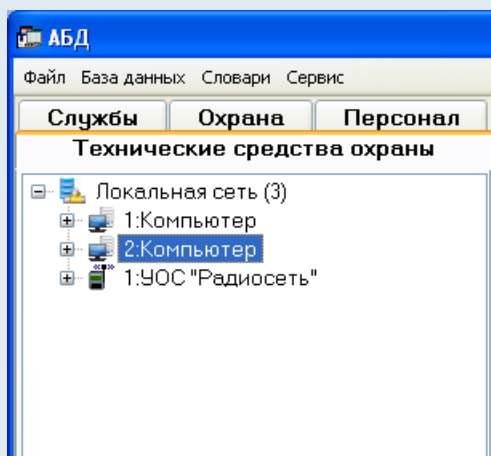 АБД
Файл База данных Словари Сервис
Службы Охрана Персонал
Технические средства охраны
Локальная сеть (3)
1:Компьютер
2:Компьютер
1:УОС "Радиосеть"